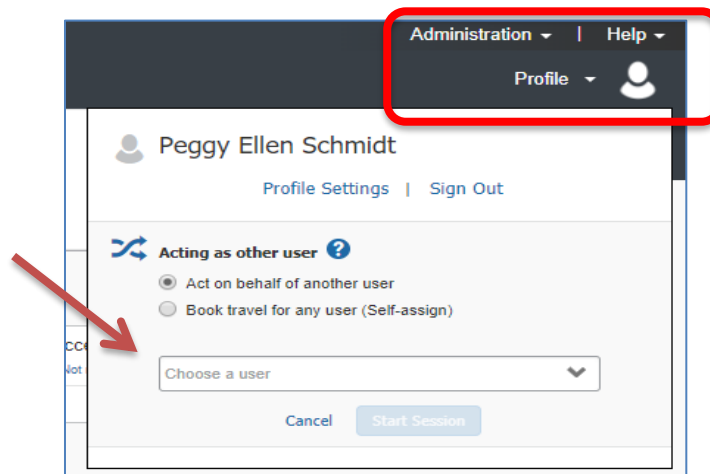 Administration | Help
Profile
Peggy Ellen Schmidt
Profile Settings | Sign Out
Acting as other user ?
Act on behalf of another user
Book travel for any user (Self-assign)
Choose a user
Cancel Start Session